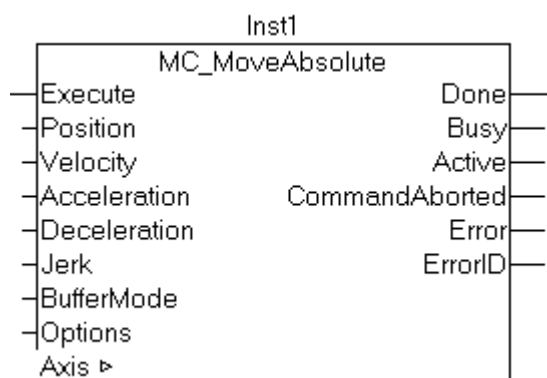 Inst1
MC_MoveAbsolute
Execute Done
Position Busy
Velocity Active
Acceleration CommandAborted
Deceleration Error
Jerk ErrorID
BufferMode
Options
Axis ▹